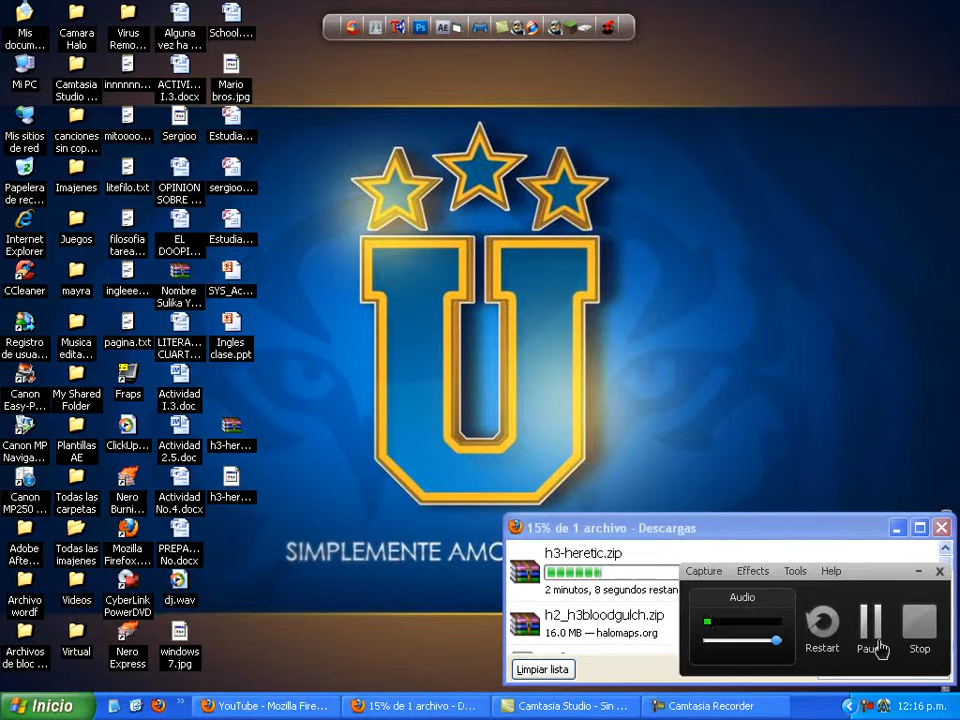 Mis
docum...
Camara
Halo
Virus
Remo...
Alguna
vez ha ...
School....
Mi PC
Camtasia
Studio ...
innnnnn...
ACTIVI...
I.3.docx
Mario
bros.jpg
Mis sitios
de red
canciones
sin cop...
mitoooo...
Sergioo
Estudia...
Papelera
de rec...
Imajenes
litefilo.txt
OPINION
SOBRE ...
sergioo...
Internet
Explorer
Juegos
filosofia
tarea...
EL
DOOPI...
Estudia...
CCleaner
mayra
ingleee...
Nombre
Sulika Y...
SYS_Ac...
Registro
de usua...
Musica
edita...
pagina.txt
LITERA...
CUART...
Ingles
clase.ppt
Canon
Easy-P...
My Shared
Folder
Fraps
Actividad
I.3.doc
Canon MP
Naviga...
Plantillas
AE
ClickUp...
Actividad
2.5.doc
h3-her...
Canon
MP250 ...
Todas las
carpetas
Nero
Burni...
Actividad
No.4.docx
h3-her...
Adobe
After...
Todas las
imajenes
Mozilla
Firefox...
PREPA...
No.docx
Archivo
wordf
Videos
CyberLink
PowerDVD
dj.wav
Archivos
de bloc ...
Virtual
Nero
Express
windows
7.jpg
U
SIMPLEMENTE AMO
15% de 1 archivo - Descargas
h3-heretic.zip
2 minutos, 8 segundos restan
h2_h3bloodgulch.zip
16.0 MB — halomaps.org
Limpiar lista
Capture Effects Tools Help
Audio
Restart
Pau
Stop
Inicio
YouTube - Mozilla Fire...
15% de 1 archivo - D...
Camtasia Studio - Sin ...
Camtasia Recorder
12:16 p.m.